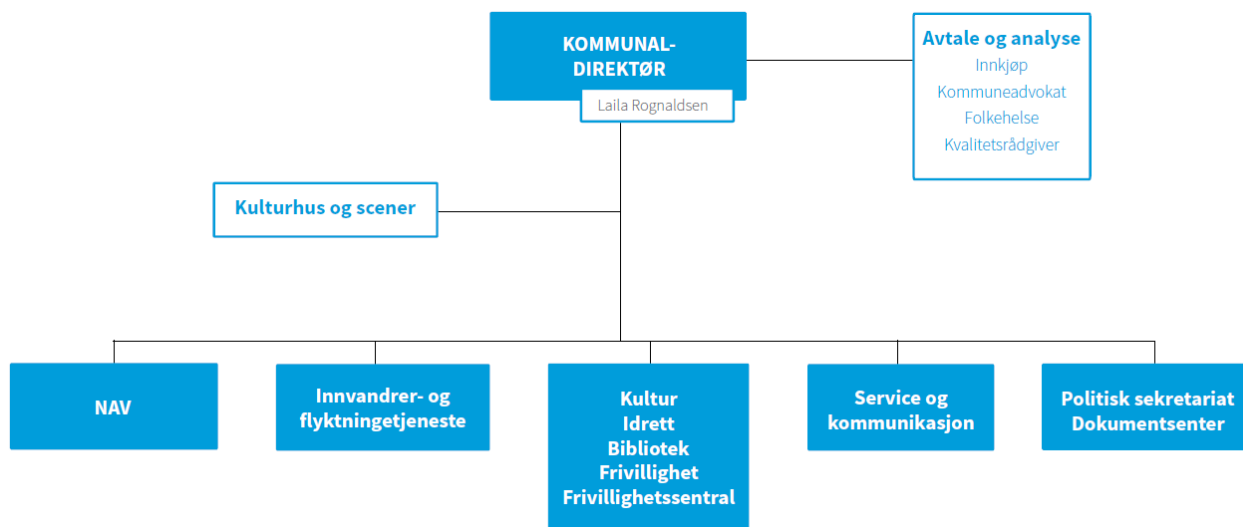 KOMMUNAL-
DIREKTØR
Laila Rognaldsen
Avtale og analyse
Innkjøp
Kommuneadvokat
Folkehelse
Kvalitetsrådgiver
Kulturhus og scener
NAV
Innvandrer- og
flyktningetjeneste
Kultur
Idrett
Bibliotek
Frivillighet
Frivillighetssentral
Service og
kommunikasjon
Politisk sekretariat
Dokumentsenter